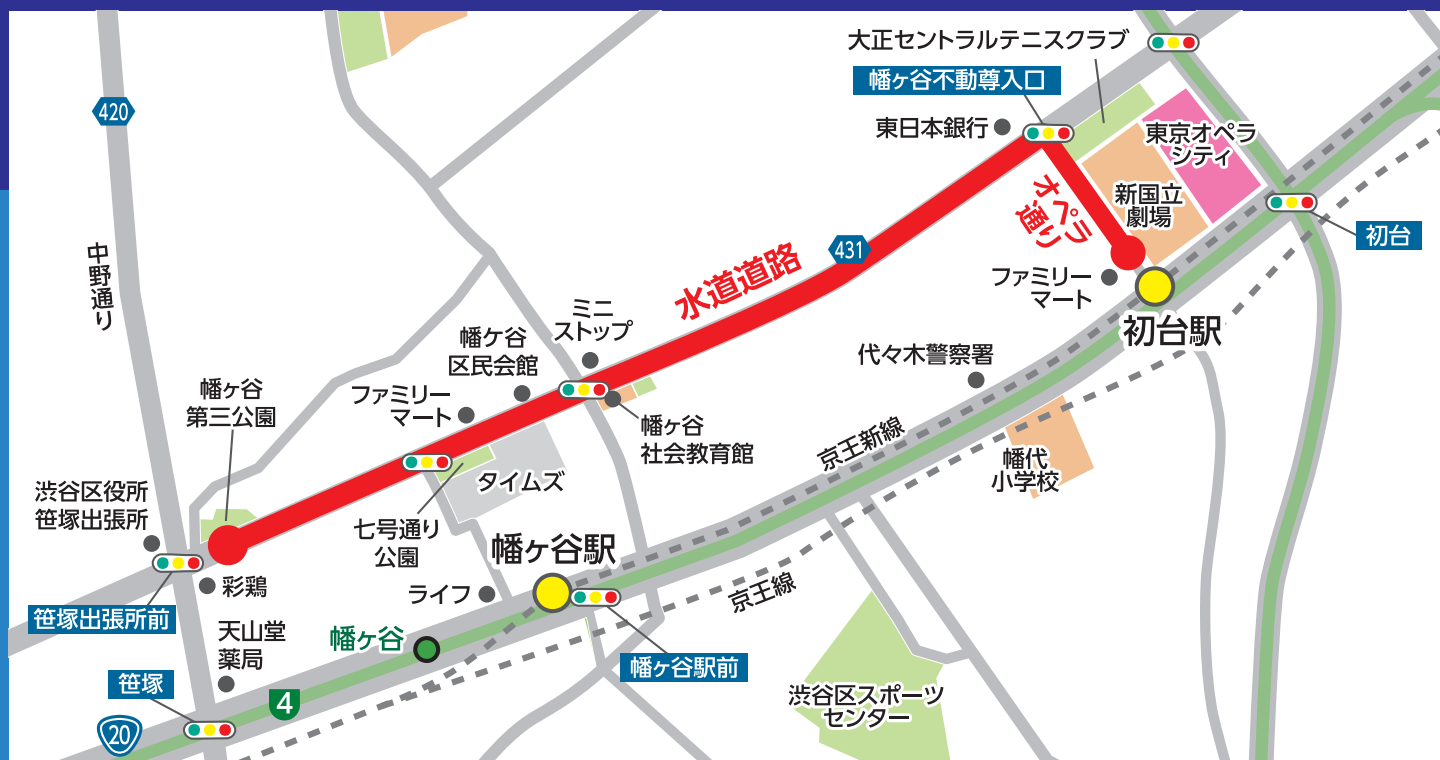 大正セントラルテニスクラブ
幡ヶ谷不動尊入口
420
東日本銀行
東京オペラ
シティ
オペラ
通り
新国立
劇場
初台
中野通り
431
水道道路
ファミリー
マート
ミニ
ストップ
初台駅
幡ケ谷
区民会館
代々木警察署
幡ヶ谷
第三公園
ファミリー
マート
幡ヶ谷
社会教育館
京王新線
幡代
小学校
タイムズ
渋谷区役所
笹塚出張所
七号通り
公園
幡ヶ谷駅
彩鶏
ライフ
京王線
笹塚出張所前
天山堂
薬局
幡ヶ谷
幡ヶ谷駅前
笹塚
渋谷区スポーツ
センター
4
20